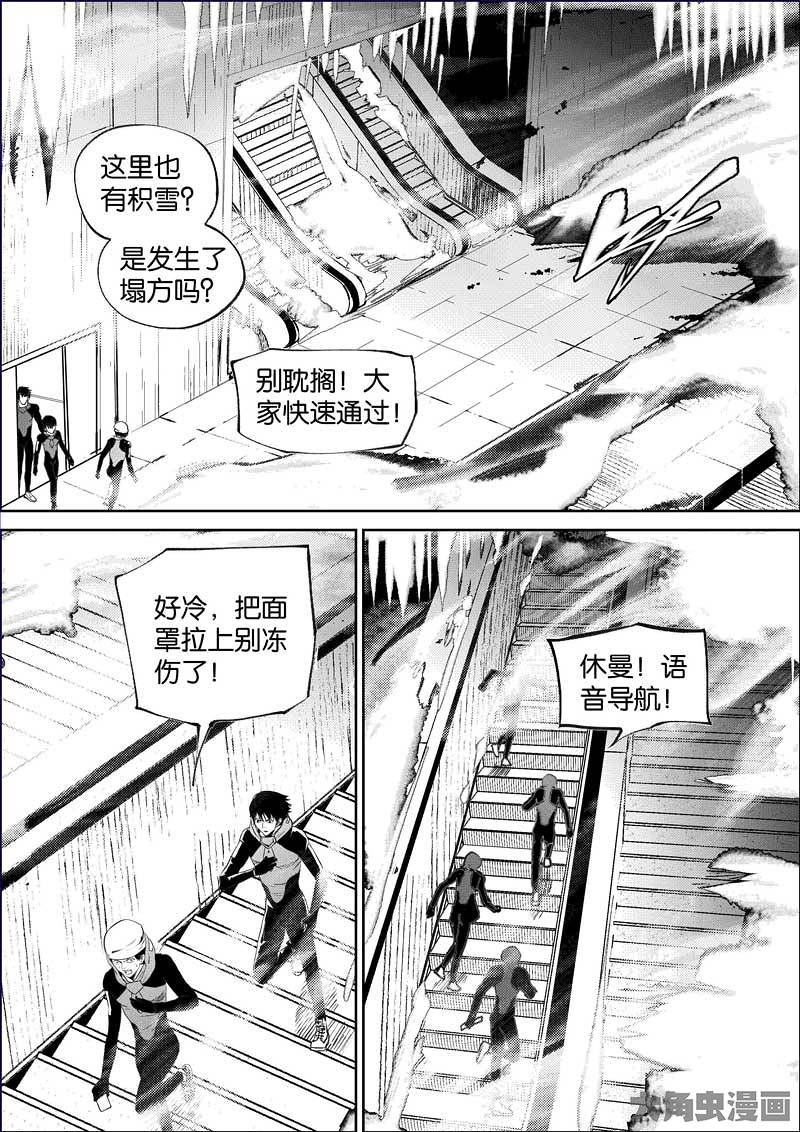 这里也
有积雪？
是发生了
塌方吗？
别耽搁！大
家快速通过！
好冷，把面
罩拉上别冻
伤了！
休曼！语
音导航！
角虫漫画